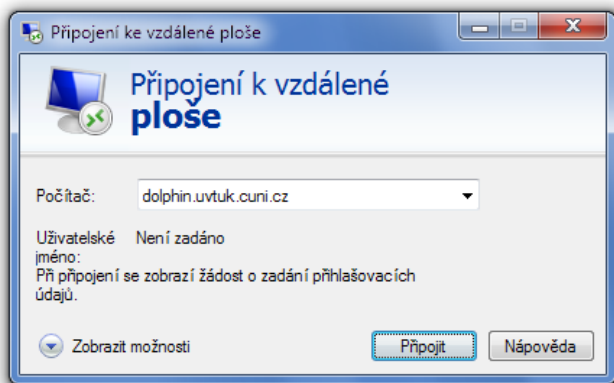 Připojení ke vzdálené ploše
Připojení k vzdálené
ploše
Počítač: dolphin.uvtuk.cuni.cz
Uživatelské Není zadáno
jméno:
Při připojení se zobrazí žádost o zadání přihlašovacích
údajů.
Zobrazit možnosti Připojit Nápověda